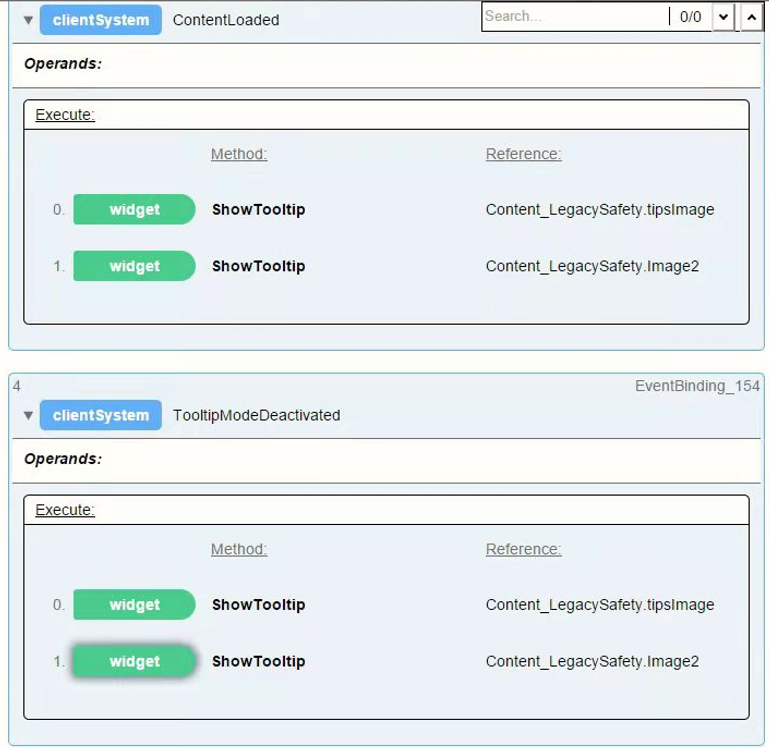 clientSystem ContentLoaded Search... 0/0
Operands:
Execute:
Method: Reference:
0. widget ShowTooltip Content_LegacySafety.tipsImage
1. widget ShowTooltip Content_LegacySafety.Image2
4 EventBinding_154
clientSystem TooltipModeDeactivated
Operands:
Execute:
Method: Reference:
0. widget ShowTooltip Content_LegacySafety.tipsImage
1. widget ShowTooltip Content_LegacySafety.Image2